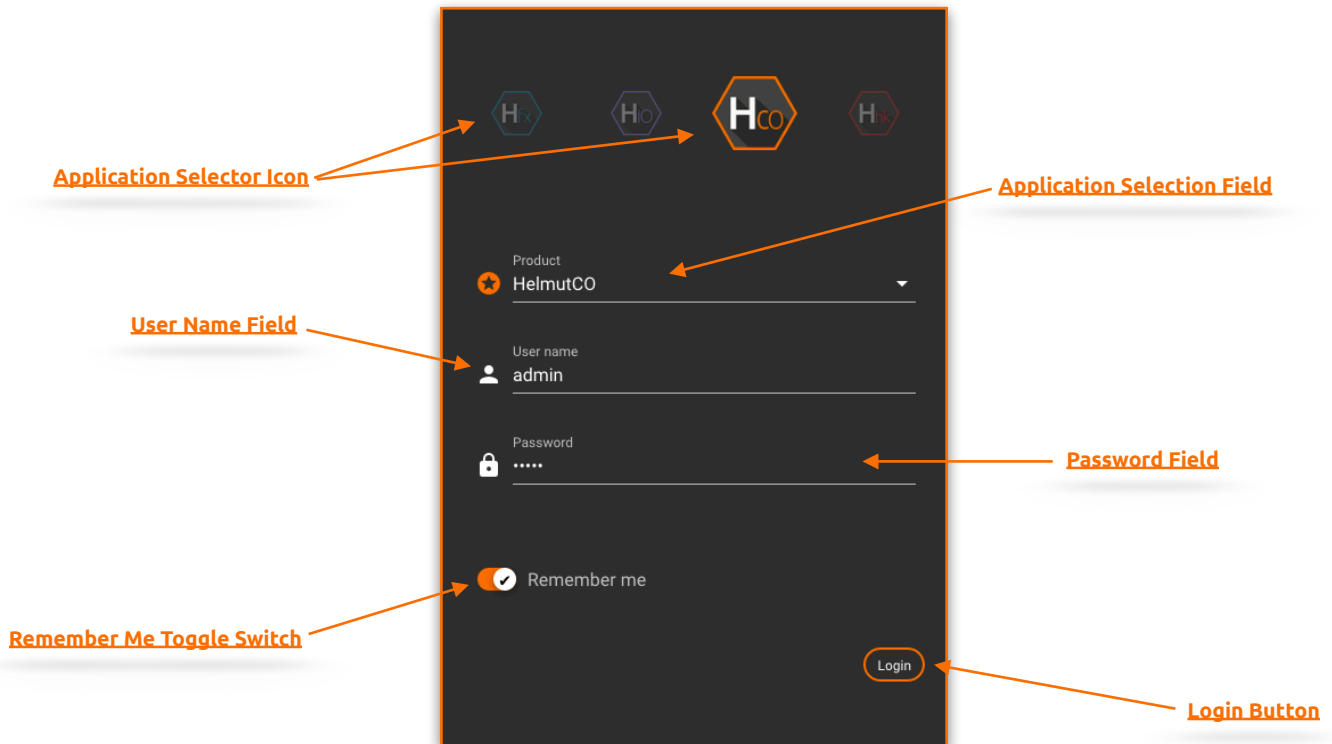 Hfx
HiO
HCO
Hhk
Application Selector Icon
Application Selection Field
Product
HelmutCO
User Name Field
User name
admin
Password
•••••
Password Field
Remember me
Remember Me Toggle Switch
Login
Login Button